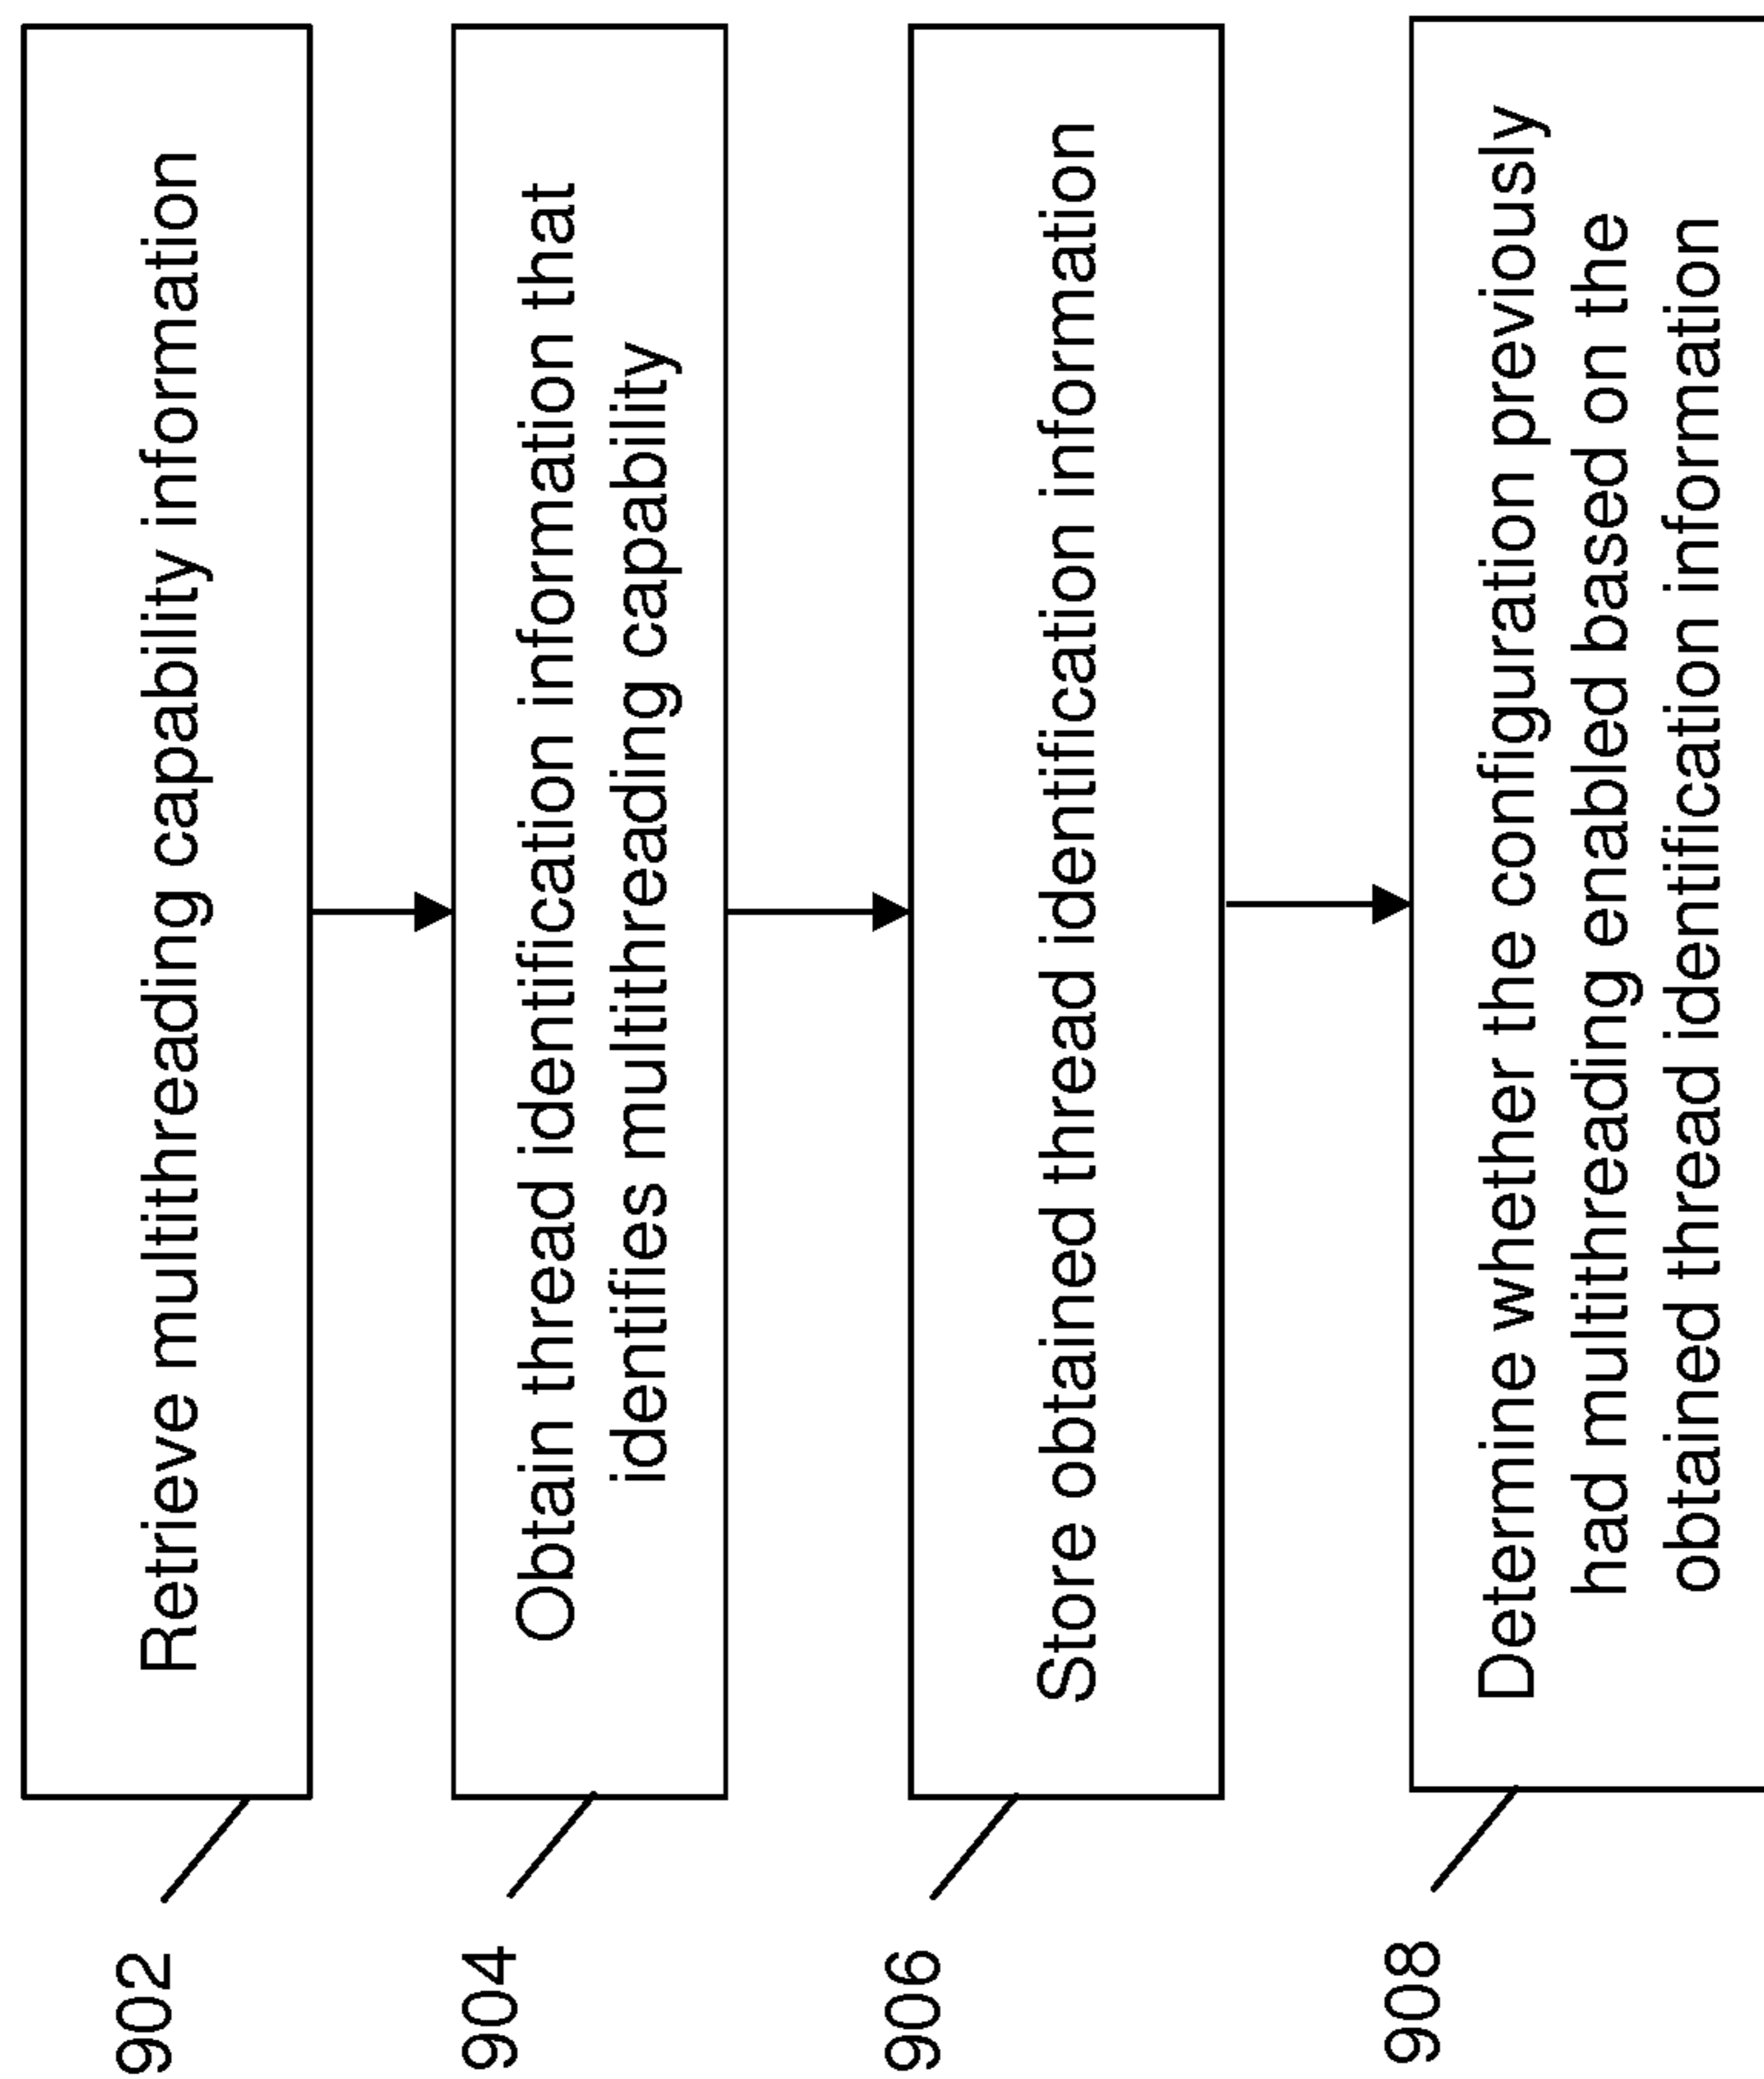 902
Retrieve multithreading capability information
904
Obtain thread identification information that
identifies multithreading capability
906
Store obtained thread identification information
908
Determine whether the configuration previously
had multithreading enabled based on the
obtained thread identification information